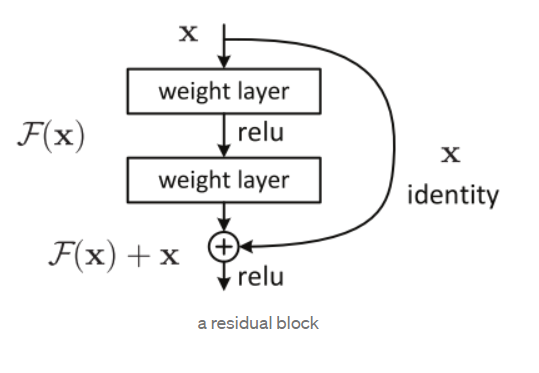 x
weight layer
F(x)
relu
x
weight layer
identity
F(x) + x
relu
a residual block